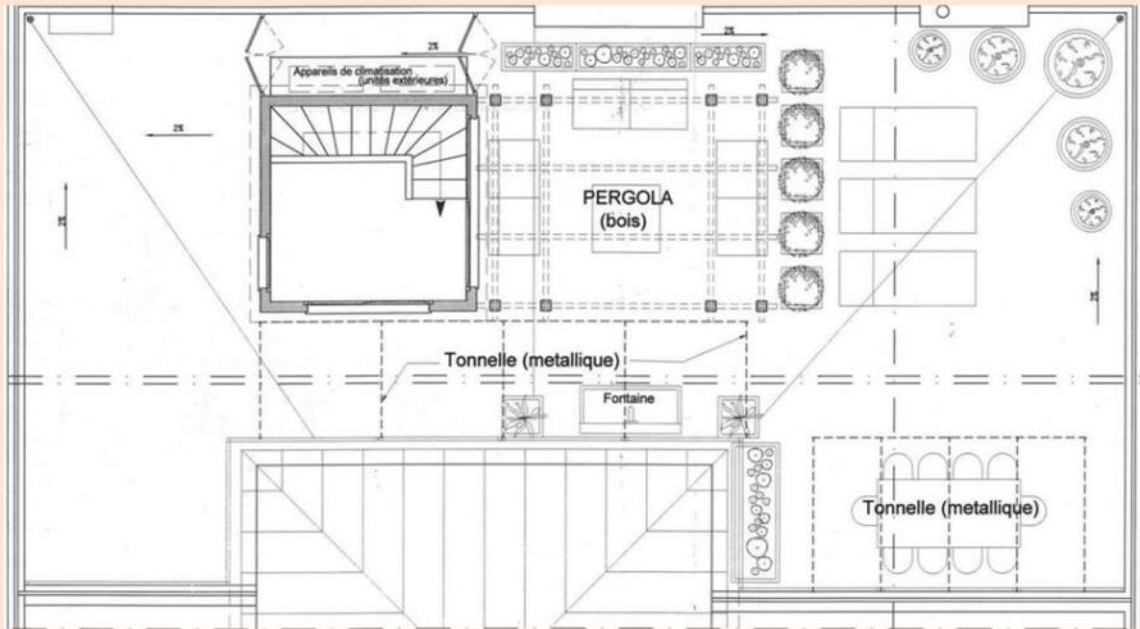 2%
2%
Appareils de climatisation
(unités extérieures)
2%
2%
PERGOLA
(bois)
2%
Tonnelle (metallique)
Fontaine
Tonnelle (metallique)